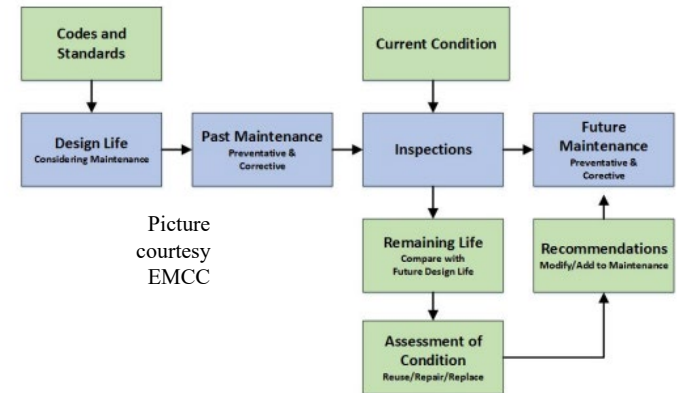 Codes and
Standards
Current Condition
Design Life
Considering Maintenance
Past Maintenance
Preventative &
Corrective
Inspections
Future
Maintenance
Preventative &
Corective
Picture
courtesy
EMCC
Remaining Life
Compare with
Future Design Life
Recommendations
Modify/Add to Maintenance
Assessment of
Condition
Reuse/Repair/Replace